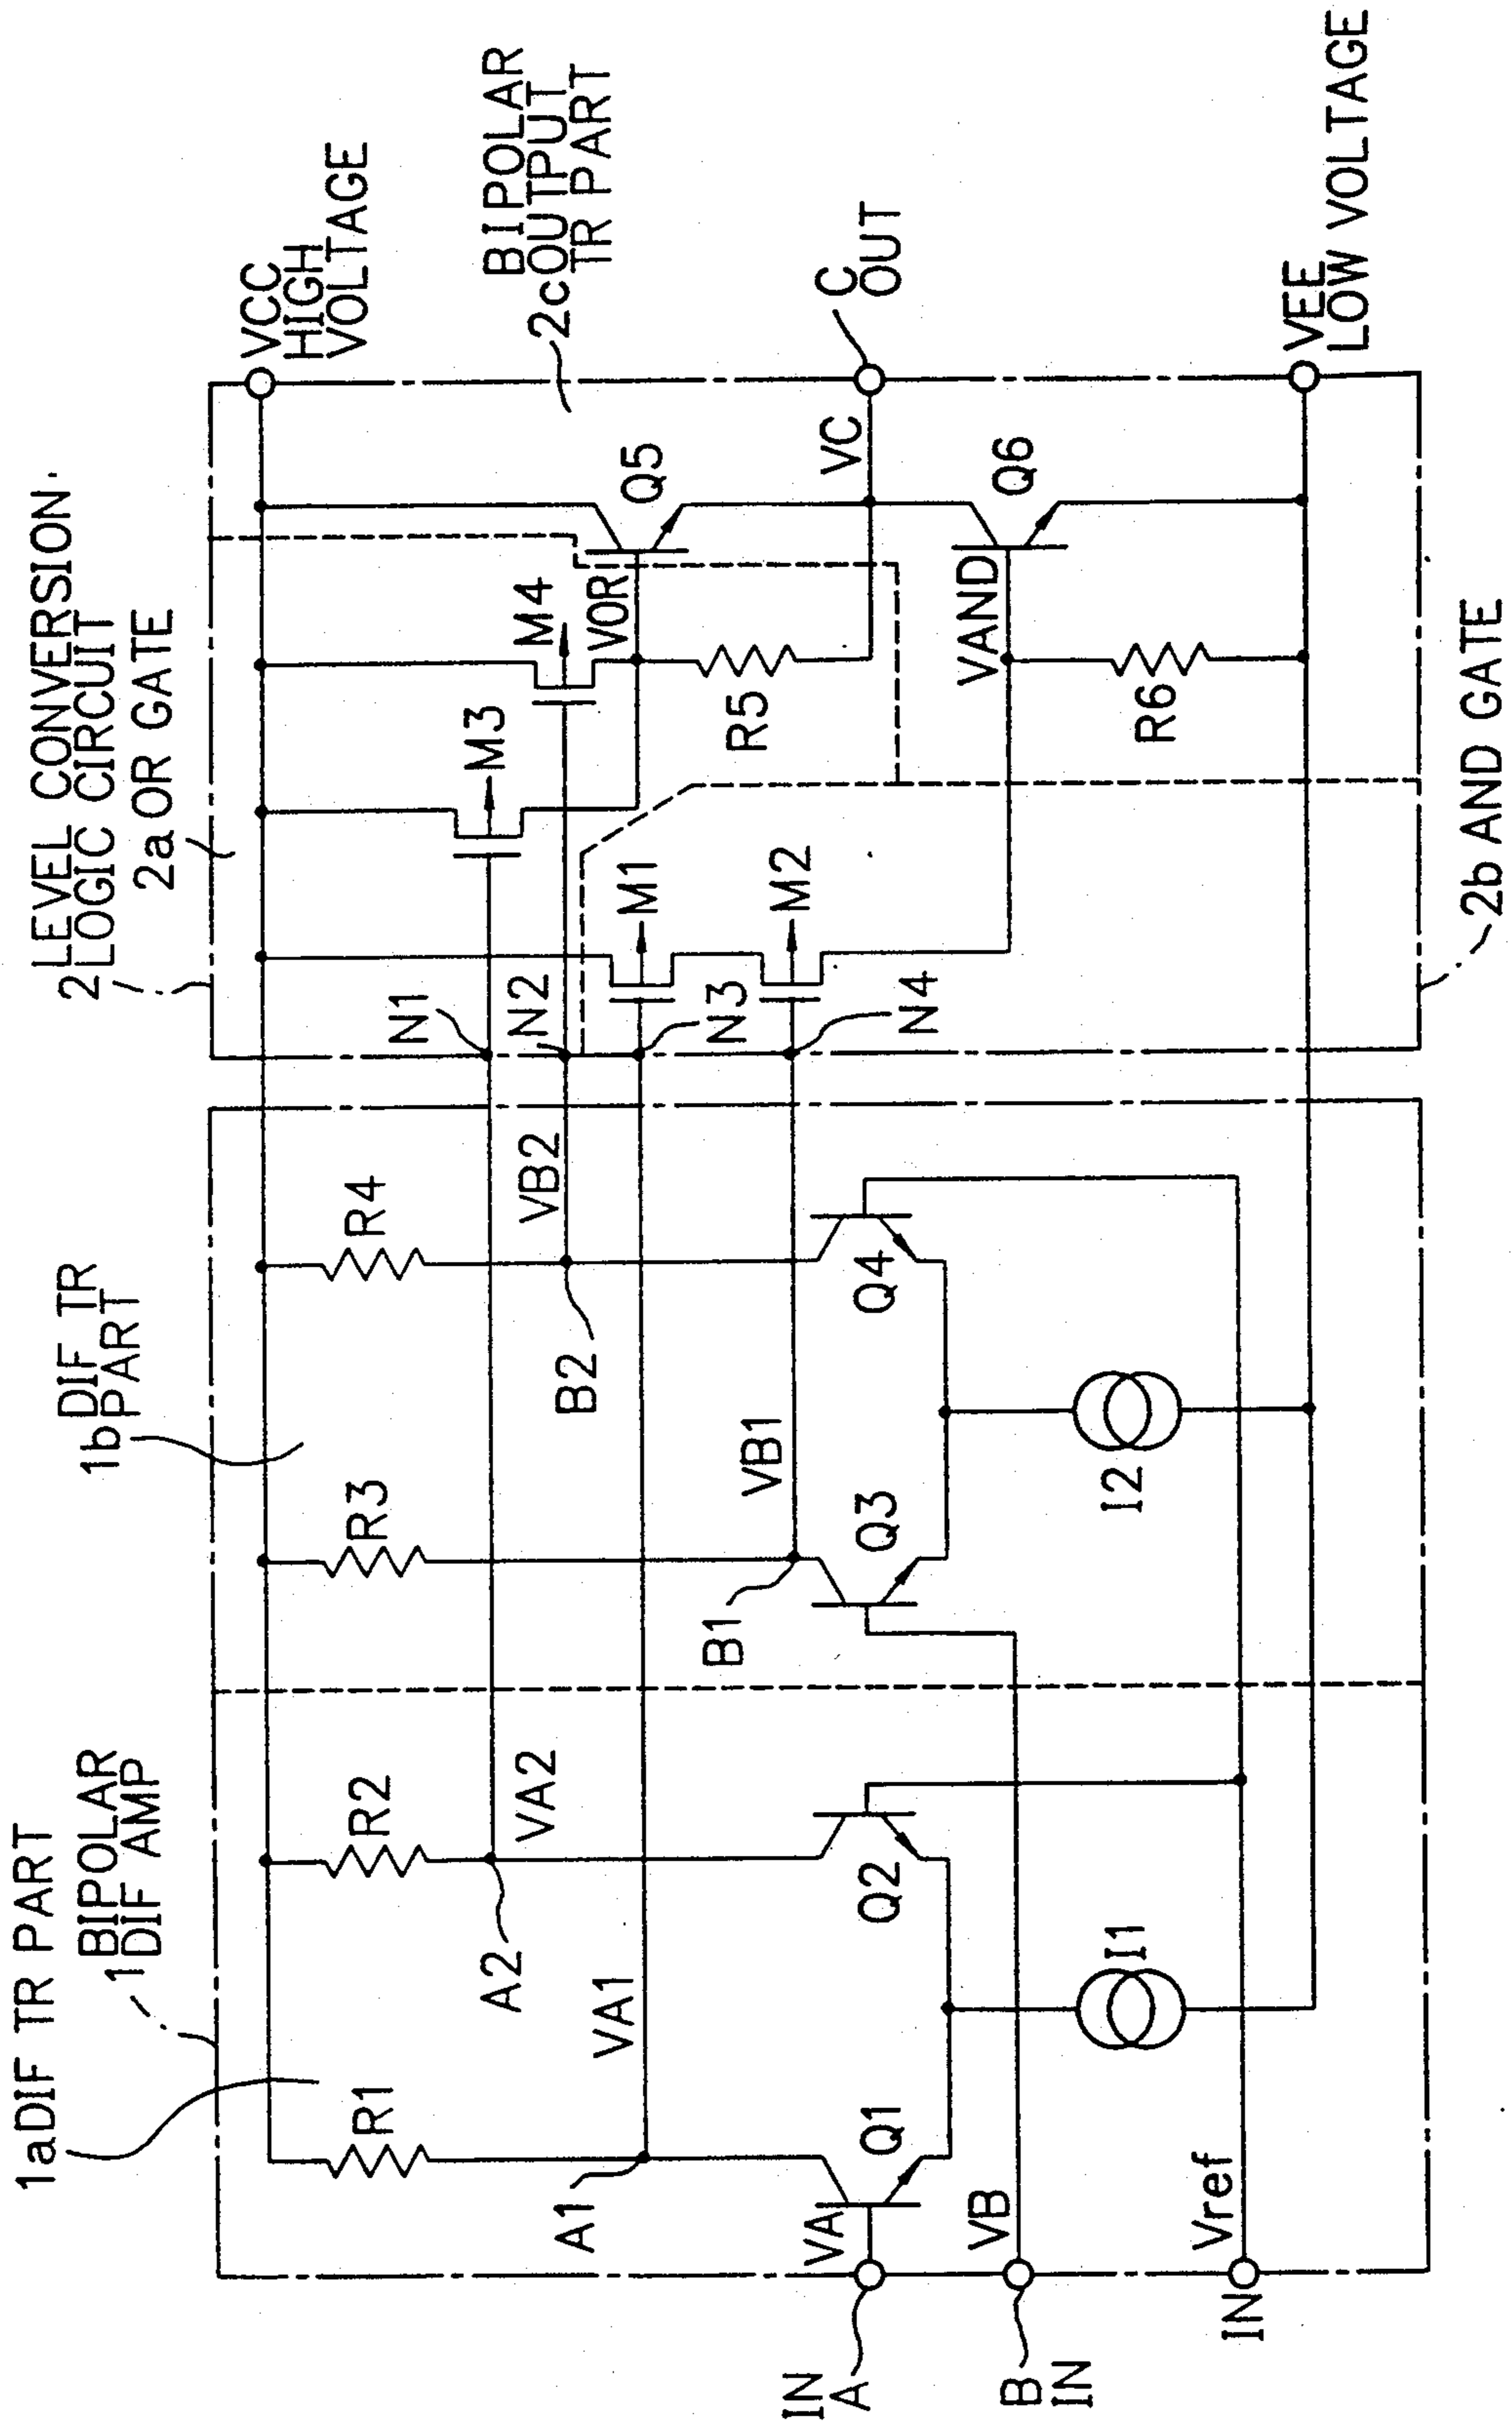 1a DIF TR PART
1 BIPOLAR
DIF AMP
1b DIF TR
PART
2 LEVEL CONVERSION
LOGIC CIRCUIT
2a OR GATE
VCC
HIGH
VOLTAGE
BIPOLAR
2c OUTPUT
TR PART
R1
R2
R3
R4
A1
VA1
A2
VA2
B1
VB1
B2
VB2
N1
N2
N3
N4
M1
M2
M3
M4
VOR
R5
Q5
VC
C
OUT
VAND
R6
Q6
VEE
LOW VOLTAGE
2b AND GATE
IN
A
VA
Q1
Q2
I1
Q3
Q4
I2
B
IN
VB
IN
Vref